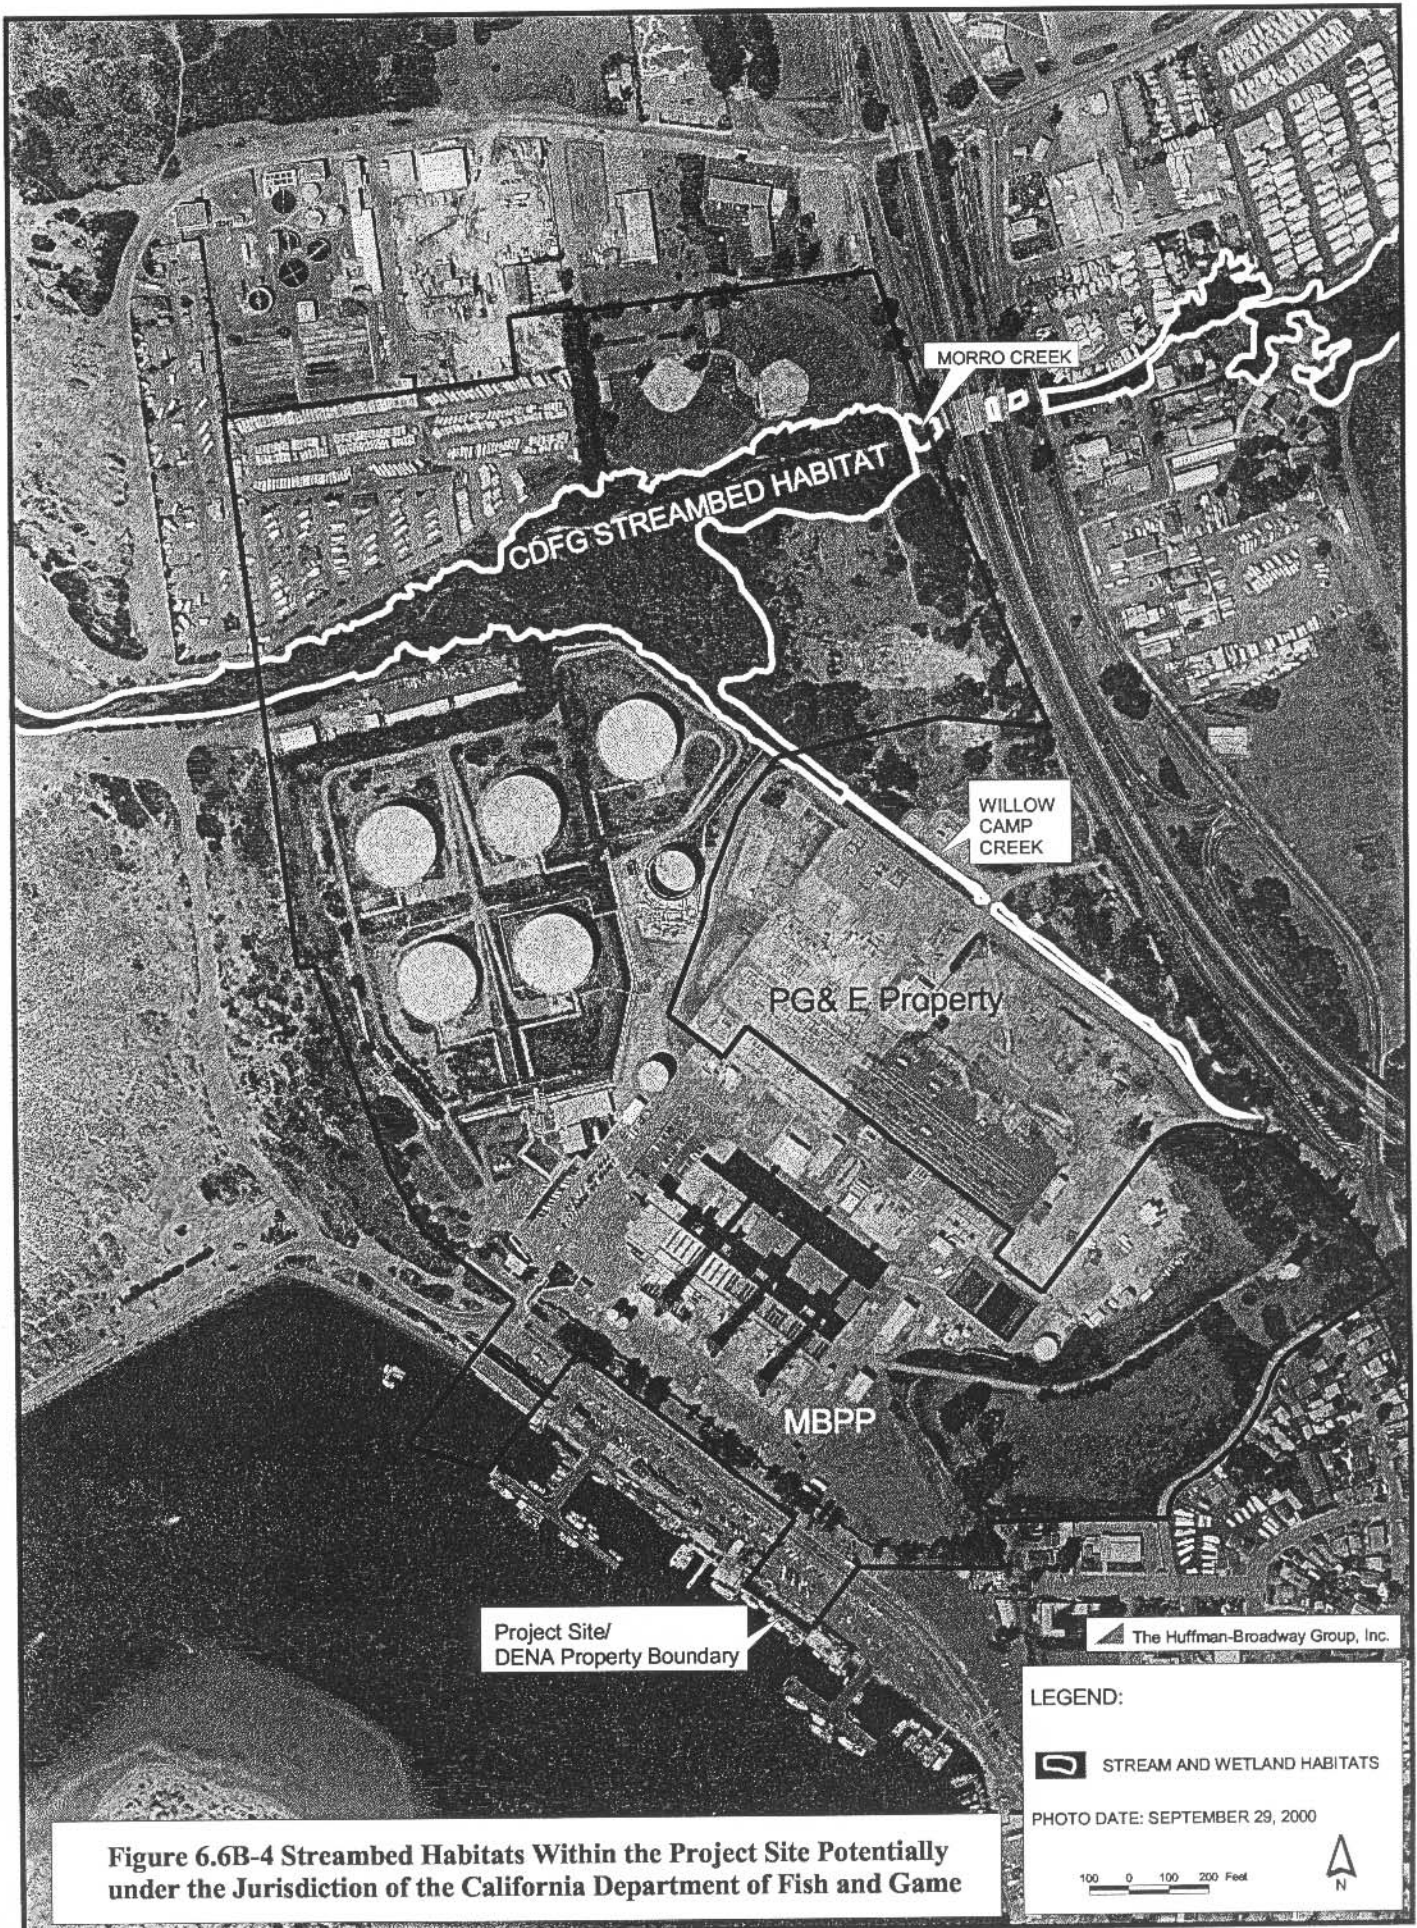 MORRO CREEK
CDFG STREAMBED HABITAT
WILLOW
CAMP
CREEK
PG& E Property
MBPP
Project Site/
DENA Property Boundary
The Huffman-Broadway Group, Inc.
LEGEND:
STREAM AND WETLAND HABITATS
PHOTO DATE: SEPTEMBER 29, 2000
100 0 100 200 Feet
N
Figure 6.6B-4 Streambed Habitats Within the Project Site Potentially
under the Jurisdiction of the California Department of Fish and Game